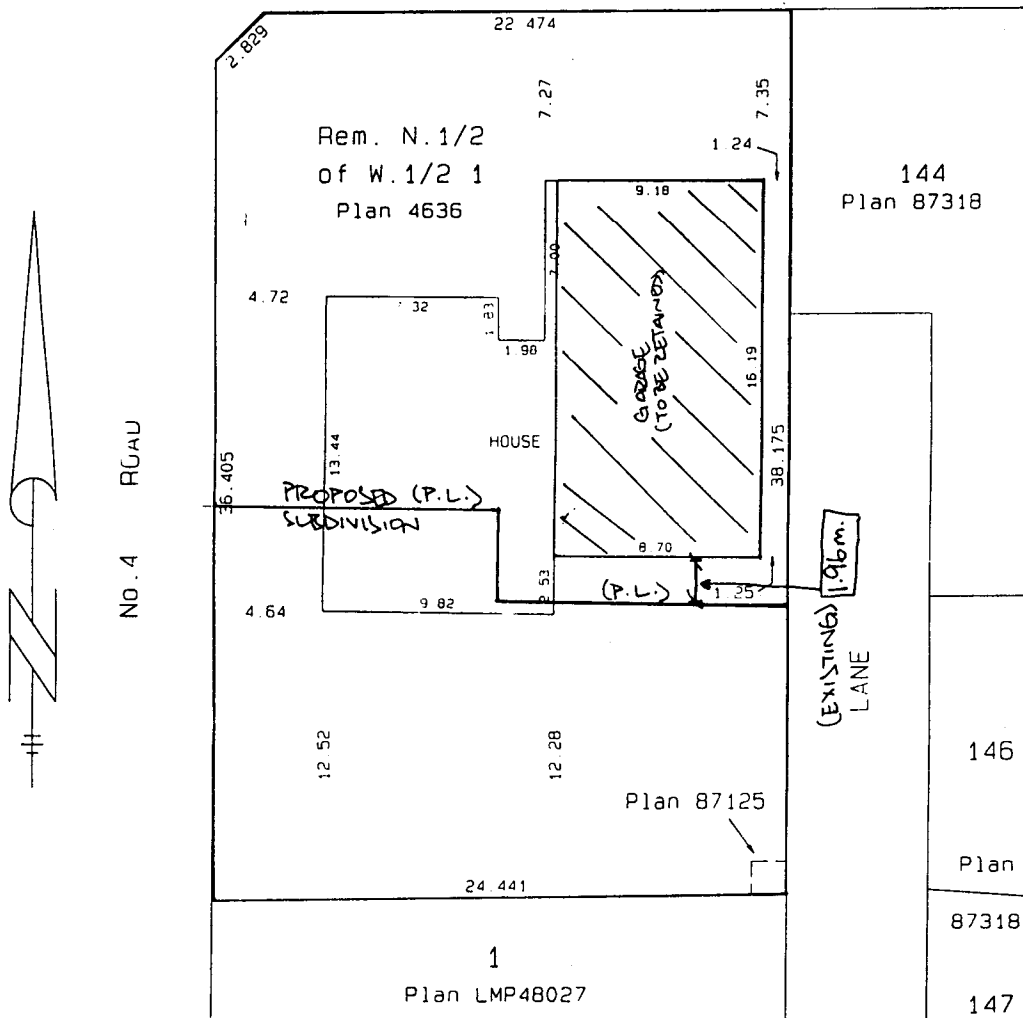 22 474
2.829
7.27
7.35
Rem. N.1/2
of W.1/2 1
Plan 4636
1.24
9.18
144
Plan 87318
4.72
1.83
1.98
GARAGE
(TO BE RETAINED)
16.19
HOUSE
13.44
38.175
No.4 ROAD
36.405
PROPOSED (P.L.)
SUBDIVISION
8.70
2.53
(P.L.)
1.25
1.96m.
4.64
9.82
(EXISTING)
LANE
12.52
12.28
146
Plan 87125
Plan
24.441
87318
1
Plan LMP48027
147